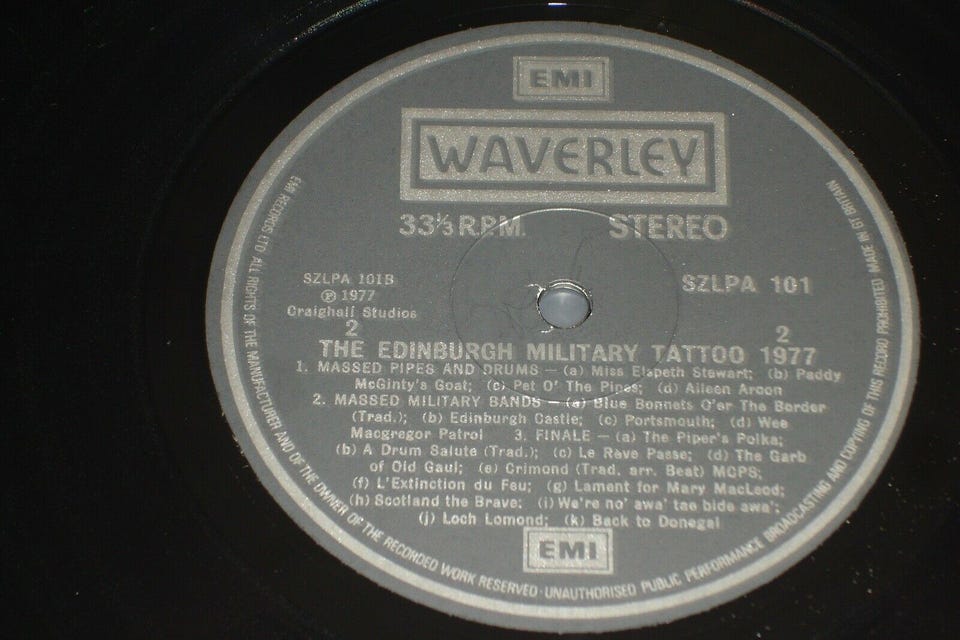 EMI
WAVERLEY
33⅓ R.P.M. STEREO
SZLPA 101B
℗ 1977
Craighall Studios
SZLPA 101
2 2
THE EDINBURGH MILITARY TATTOO 1977
1. MASSED PIPES AND DRUMS — (a) Miss Elspeth Stewart; (b) Paddy
McGinty's Goat; (c) Pet O' The Pipes; (d) Aileen Aroon
2. MASSED MILITARY BANDS — (a) Blue Bonnets O'er The Border
(Trad.); (b) Edinburgh Castle; (c) Portsmouth; (d) Wee
Macgregor Patrol 3. FINALE — (a) The Piper's Polka;
(b) A Drum Salute (Trad.); (c) Le Reve Passe; (d) The Garb
of Old Gaul; (e) Crimond (Trad. arr. Beat) MCPS;
(f) L'Extinction du Feu; (g) Lament for Mary MacLeod;
(h) Scotland the Brave; (i) We're no' awa' tae bide awa';
(j) Loch Lomond; (k) Back to Donegal
EMI
EMI RECORDS LTD ALL RIGHTS OF THE MANUFACTURER AND OF THE OWNER OF THE RECORDED WORK RESERVED · UNAUTHORISED PUBLIC PERFORMANCE BROADCASTING AND COPYING OF THIS RECORD PROHIBITED MADE IN GT BRITAIN